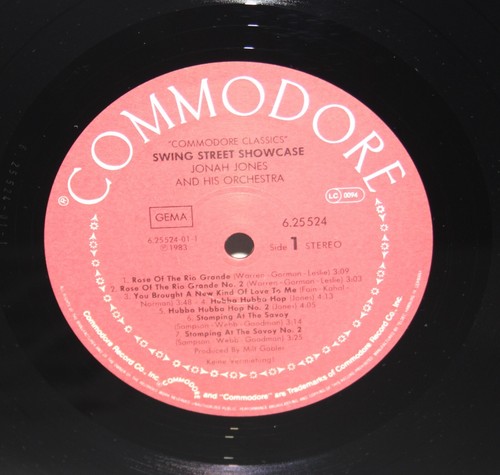 COMMODORE
®
"COMMODORE CLASSICS"
SWING STREET SHOWCASE
JONAH JONES
AND HIS ORCHESTRA
GEMA
LC 0094
6.25524
6.25524-01-1
℗ 1983
Side 1 STEREO
1. Rose Of The Rio Grande (Warren - Gorman - Leslie) 3:09
2. Rose Of The Rio Grande No. 2 (Warren - Gorman - Leslie) 3:03
3. You Brought A New Kind Of Love To Me (Fain - Kahal -
Norman) 3:48 · 4. Hubba Hubba Hop (Jones) 4:33
5. Hubba Hubba Hop No. 2 (Jones) 4:05
6. Stomping At The Savoy
(Sampson - Webb - Goodman) 3:14
7. Stomping At The Savoy No. 2
(Sampson - Webb - Goodman) 3:25
Produced By Milt Gabler
Commodore Record Co., Inc. COMMODORE and "Commodore" are Trademarks of Commodore Record Co., Inc.